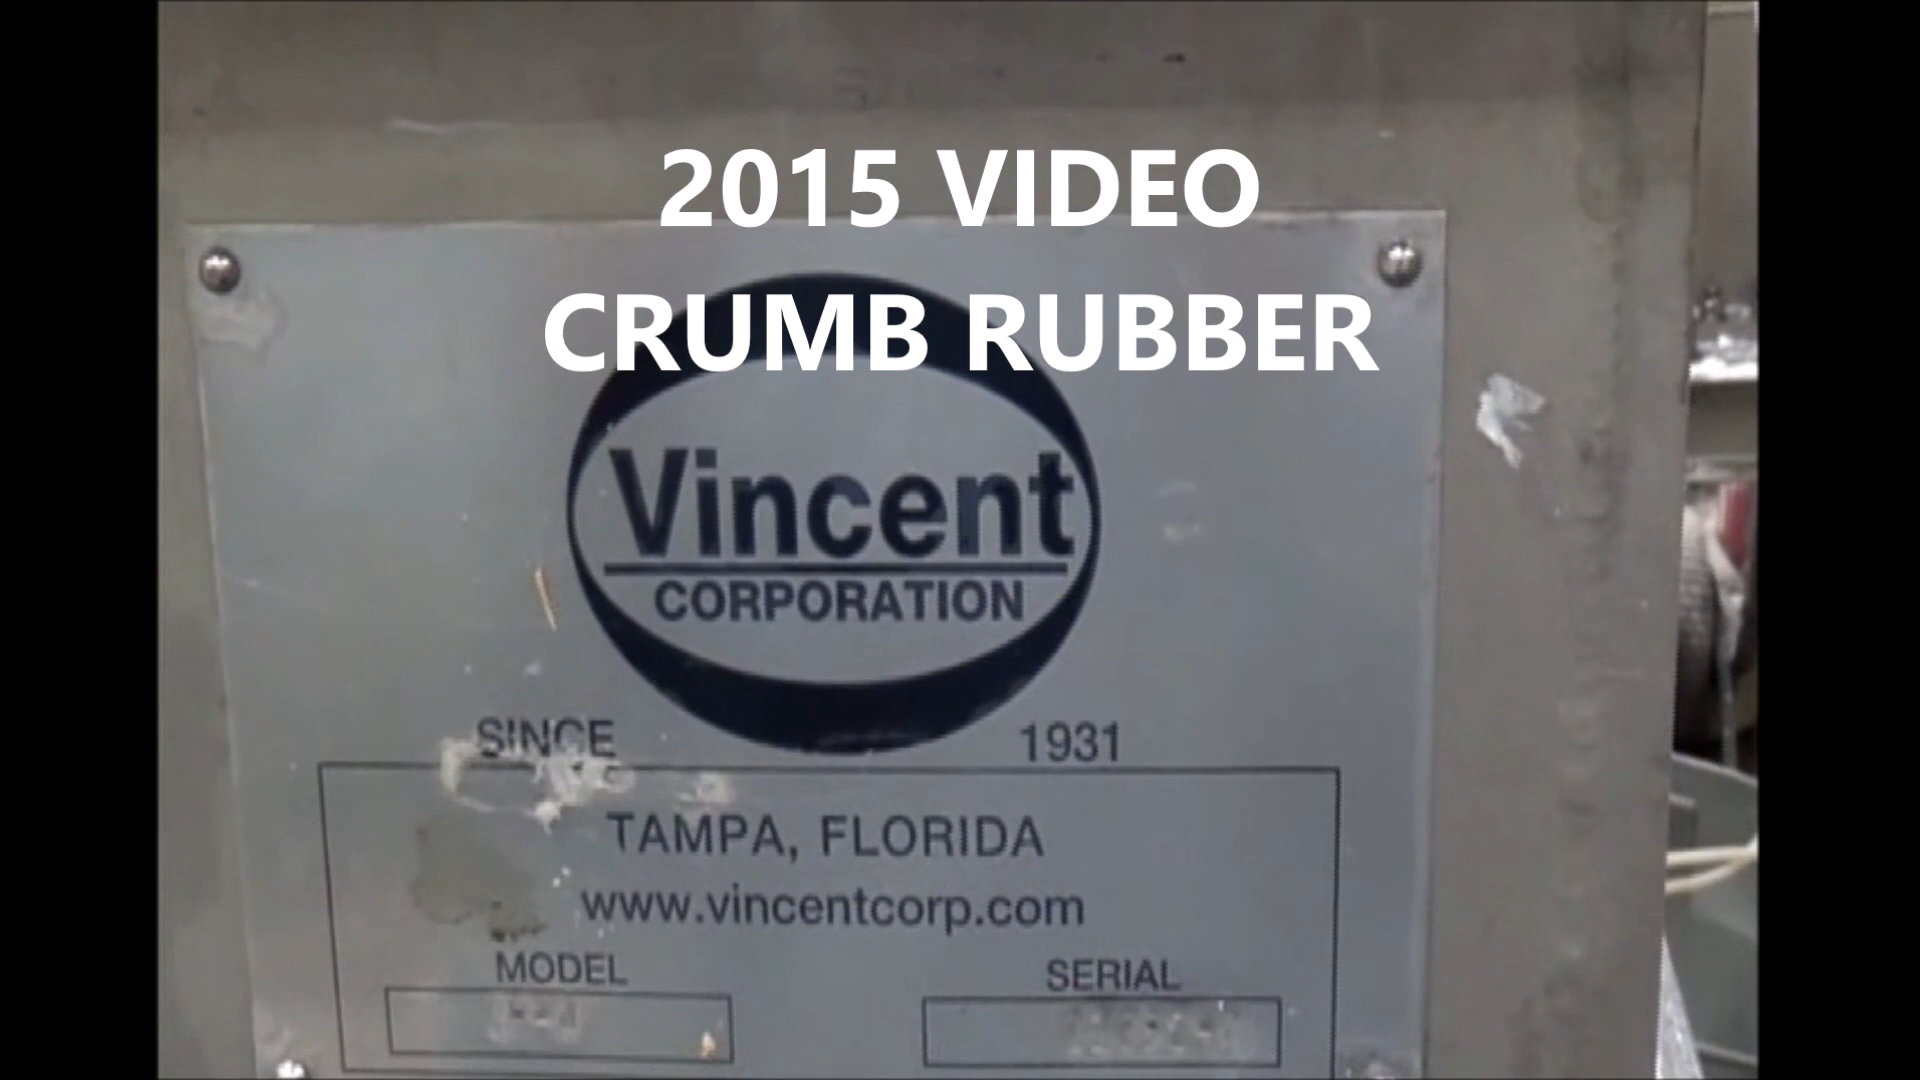 2015 VIDEO
CRUMB RUBBER
Vincent
CORPORATION
SINCE 1931
TAMPA, FLORIDA
www.vincentcorp.com
MODEL SERIAL